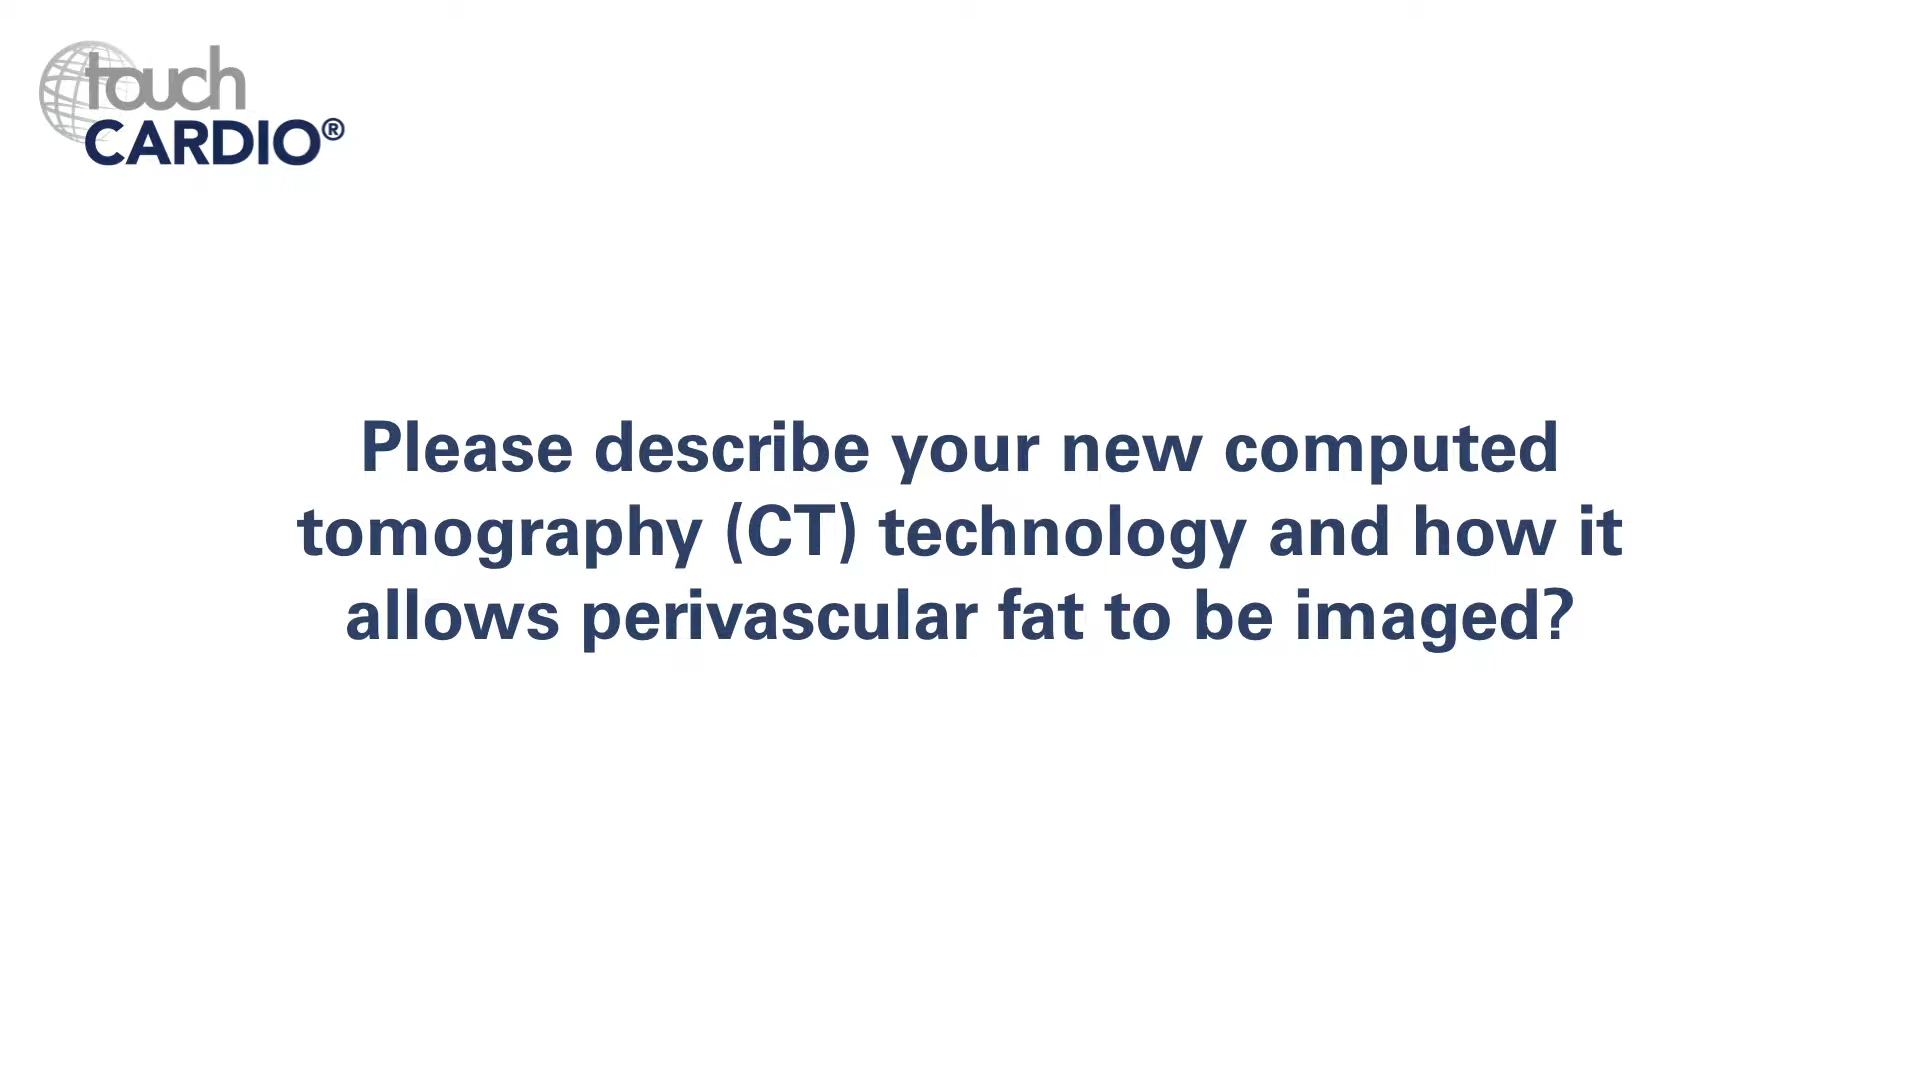 touch
CARDIO®
Please describe your new computed
tomography (CT) technology and how it
allows perivascular fat to be imaged?